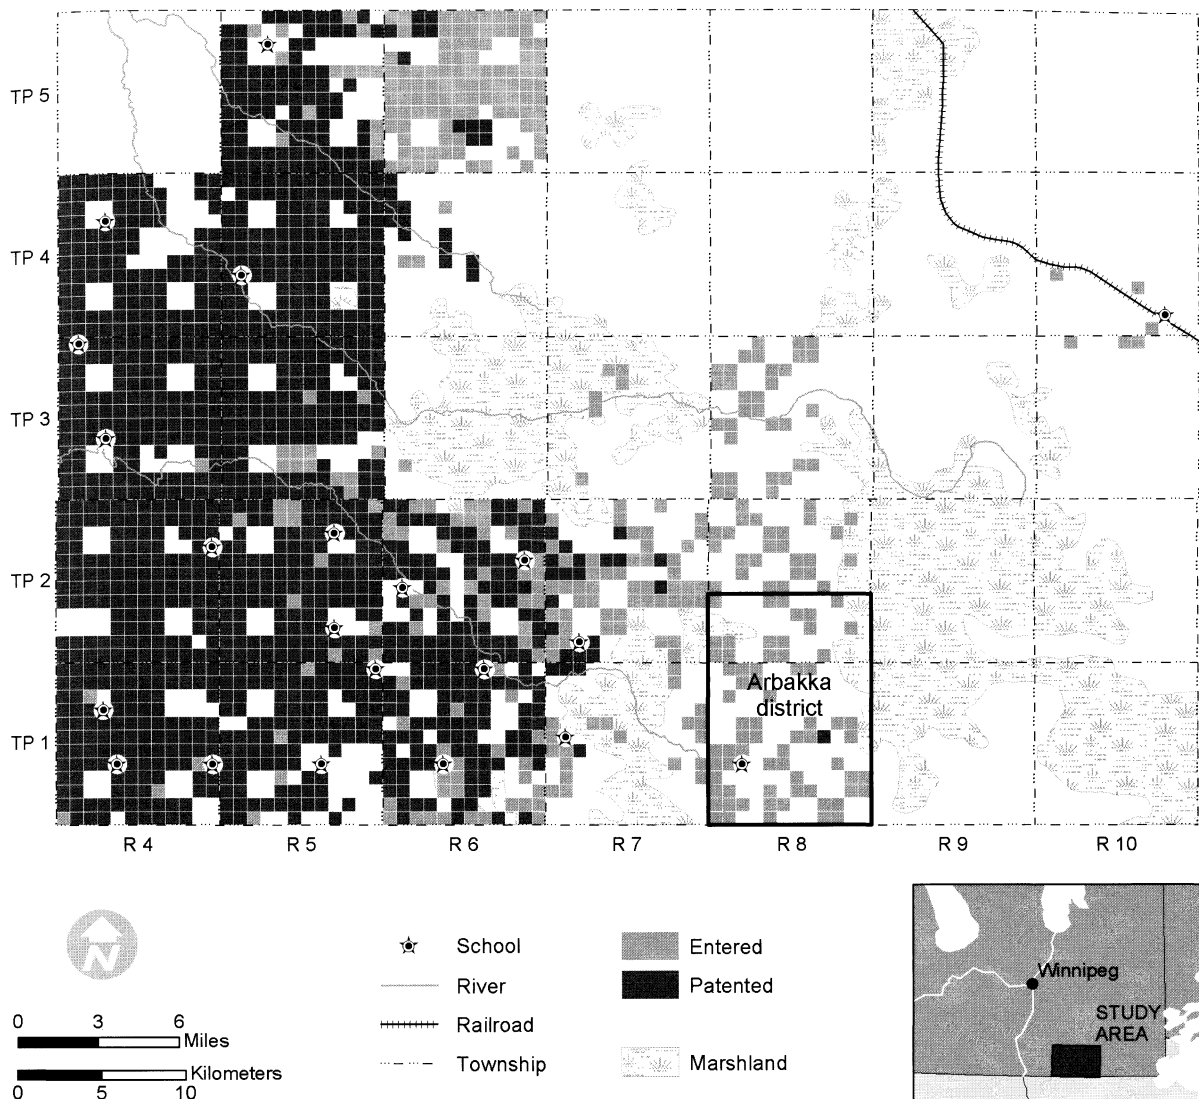 TP 5
TP 4
TP 3
TP 2
TP 1
Arbakka
district
R 4
R 5
R 6
R 7
R 8
R 9
R 10
N
0 3 6
Miles
Kilometers
0 5 10
School
River
Railroad
Township
Entered
Patented
Marshland
Winnipeg
STUDY
AREA